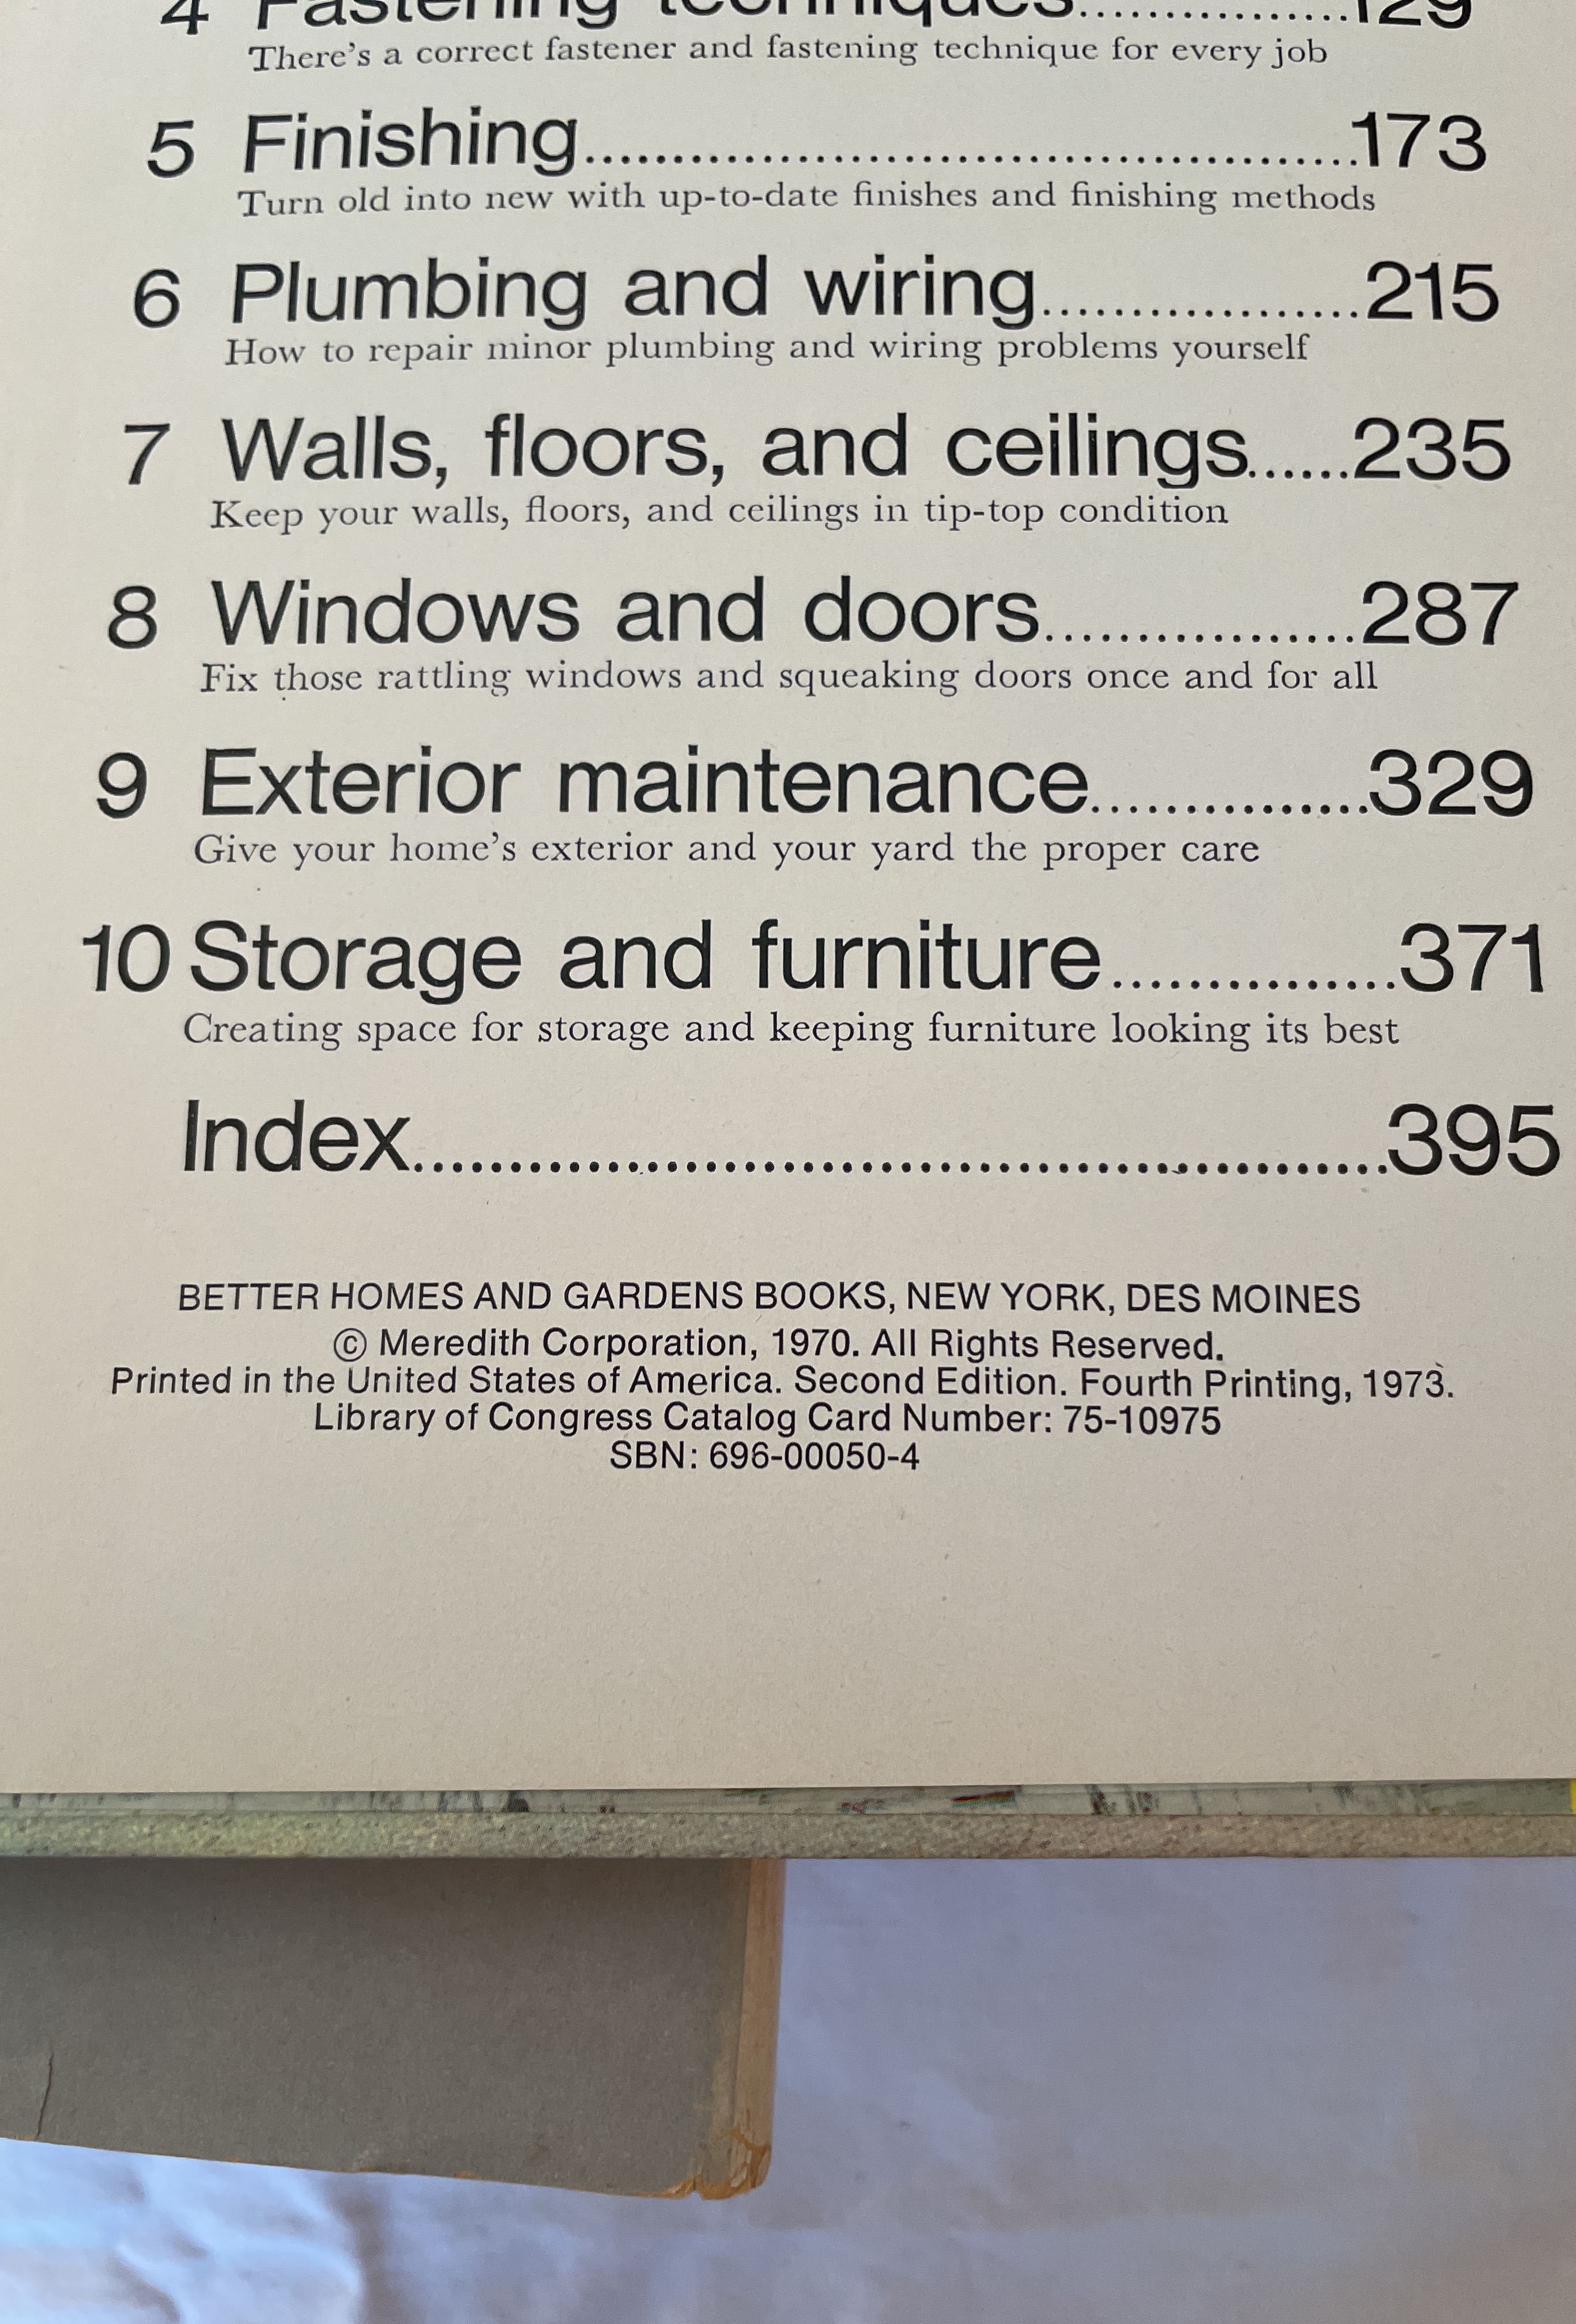 4 Fastening techniques................129
There's a correct fastener and fastening technique for every job
5 Finishing.....................................................173
Turn old into new with up-to-date finishes and finishing methods
6 Plumbing and wiring..................215
How to repair minor plumbing and wiring problems yourself
7 Walls, floors, and ceilings......235
Keep your walls, floors, and ceilings in tip-top condition
8 Windows and doors.................287
Fix those rattling windows and squeaking doors once and for all
9 Exterior maintenance...............329
Give your home's exterior and your yard the proper care
10 Storage and furniture.............371
Creating space for storage and keeping furniture looking its best
Index........................................395
BETTER HOMES AND GARDENS BOOKS, NEW YORK, DES MOINES
© Meredith Corporation, 1970. All Rights Reserved.
Printed in the United States of America. Second Edition. Fourth Printing, 1973.
Library of Congress Catalog Card Number: 75-10975
SBN: 696-00050-4